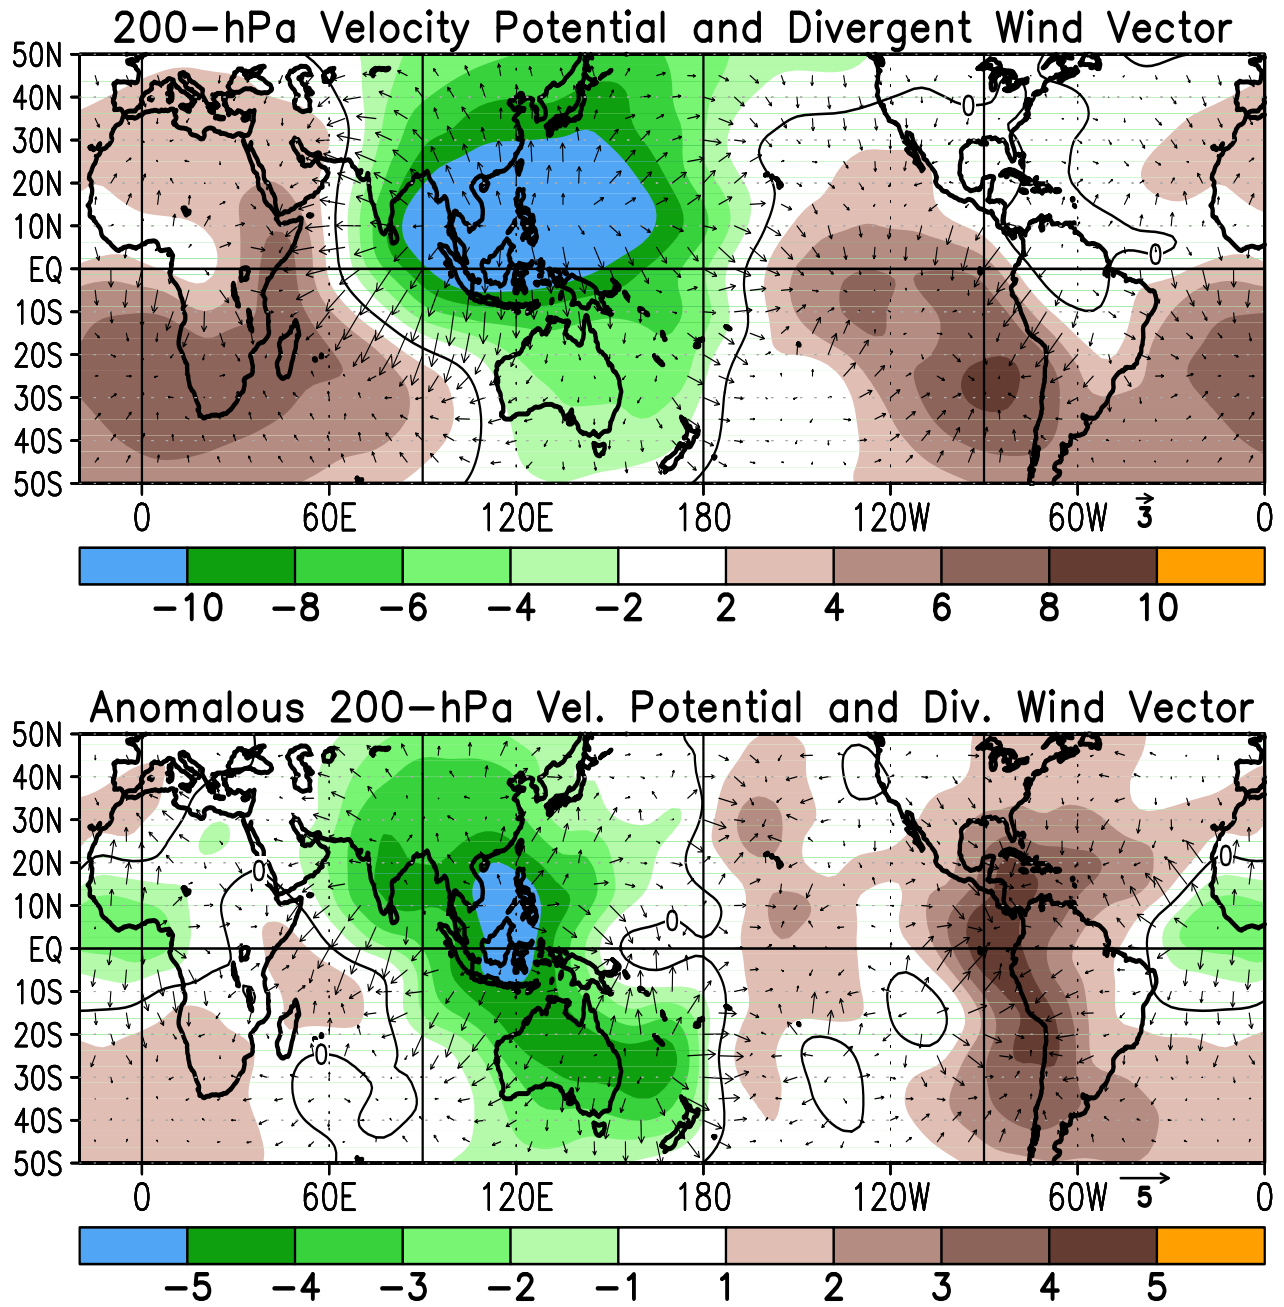 200-hPa Velocity Potential and Divergent Wind Vector
50N
40N
30N
20N
10N
EQ
10S
20S
30S
40S
50S
0
0
0 60E 120E 180 120W 60W 0
3
-10 -8 -6 -4 -2 2 4 6 8 10
Anomalous 200-hPa Vel. Potential and Div. Wind Vector
50N
40N
30N
20N
10N
EQ
10S
20S
30S
40S
50S
0
0
0
0
0 60E 120E 180 120W 60W 0
5
-5 -4 -3 -2 -1 1 2 3 4 5